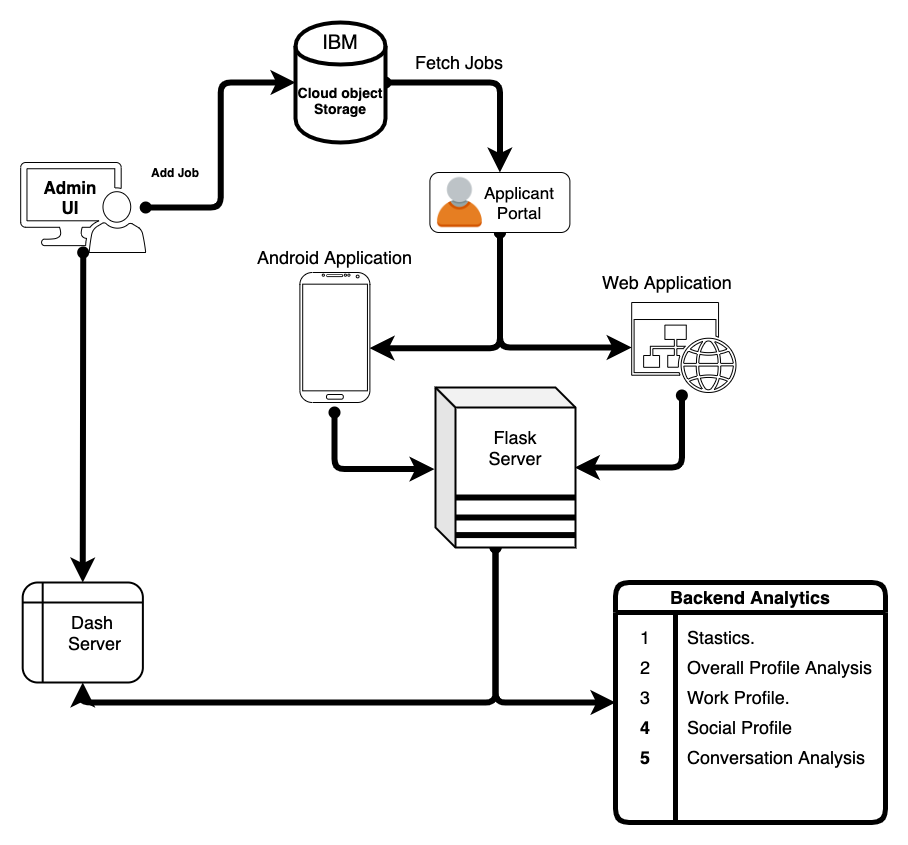 IBM
Cloud object
Storage
Fetch Jobs
Add Job
Admin
UI
Applicant
Portal
Android Application
Web Application
Flask
Server
Dash
Server
Backend Analytics
1 Stastics.
2 Overall Profile Analysis
3 Work Profile.
4 Social Profile
5 Conversation Analysis